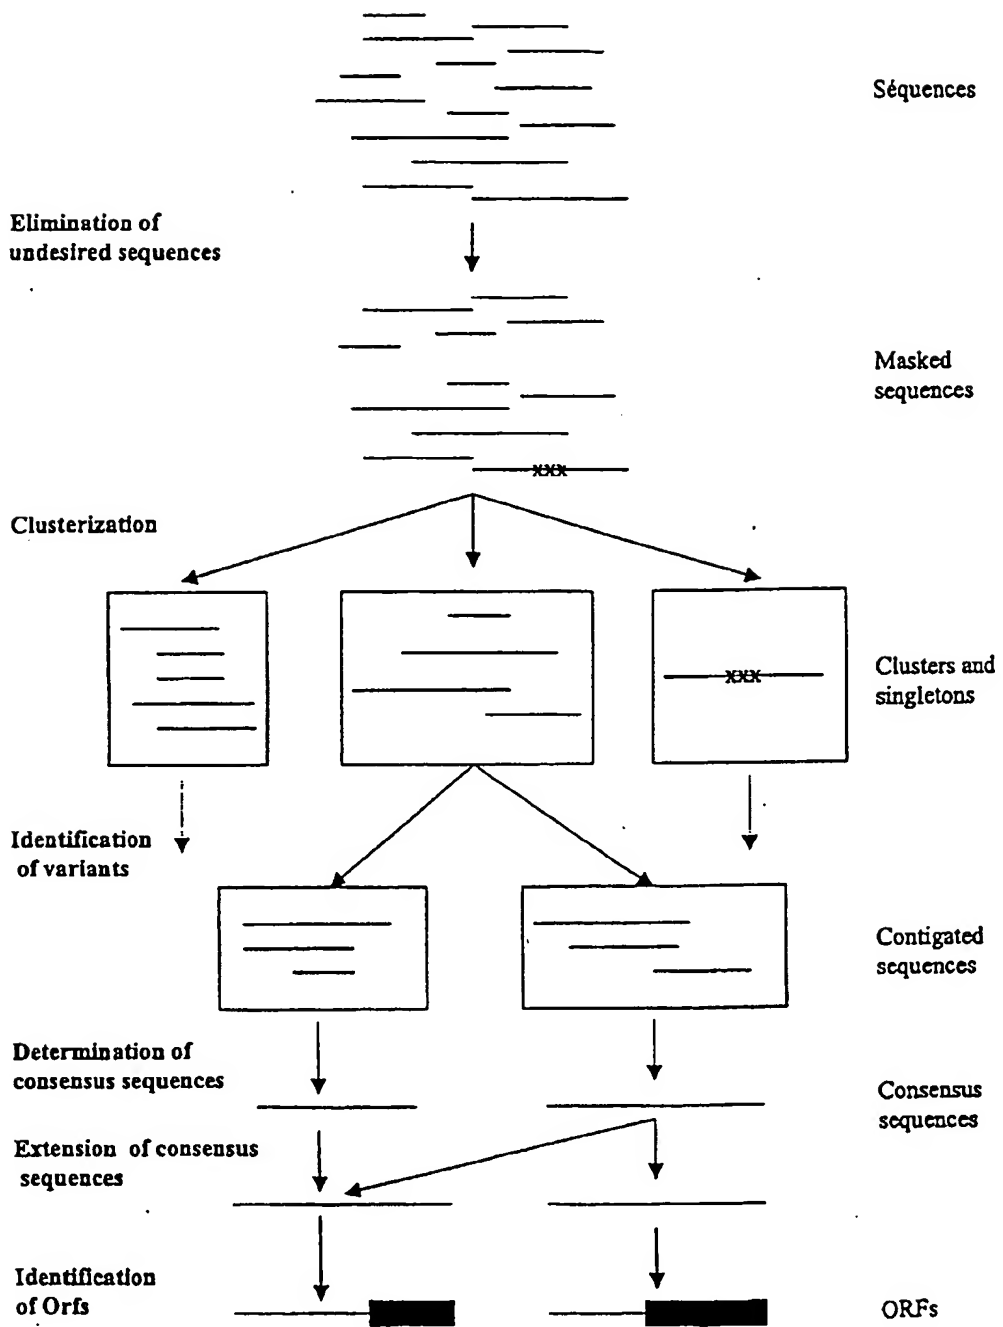 Séquences
Elimination of
undesired sequences
Masked
sequences
xxx
Clusterization
xxx
Clusters and
singletons
Identification
of variants
Contigated
sequences
Determination of
consensus sequences
Consensus
sequences
Extension of consensus
sequences
Identification
of Orfs
ORFs